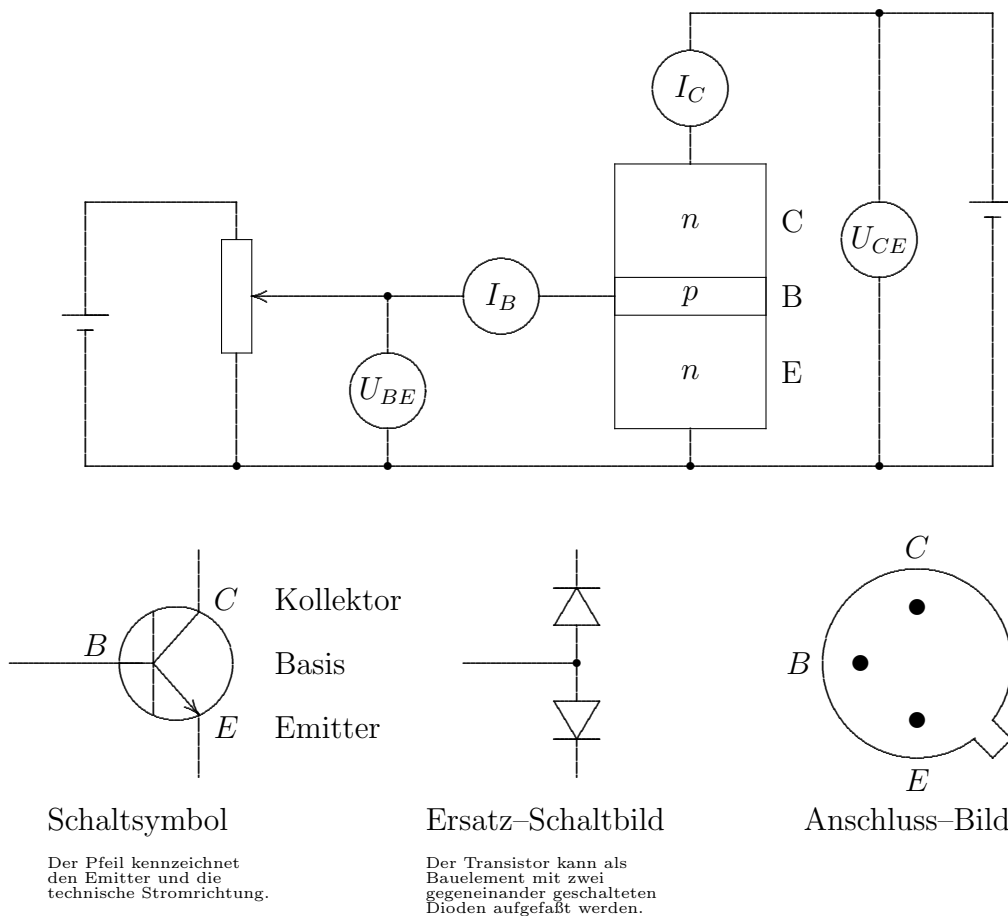 I_C
n
C
U_CE
I_B
p
B
U_BE
n
E
C
Kollektor
B
Basis
E
Emitter
C
B
E
Schaltsymbol
Ersatz–Schaltbild
Anschluss–Bild
Der Pfeil kennzeichnet
den Emitter und die
technische Stromrichtung.
Der Transistor kann als
Bauelement mit zwei
gegeneinander geschalteten
Dioden aufgefaßt werden.